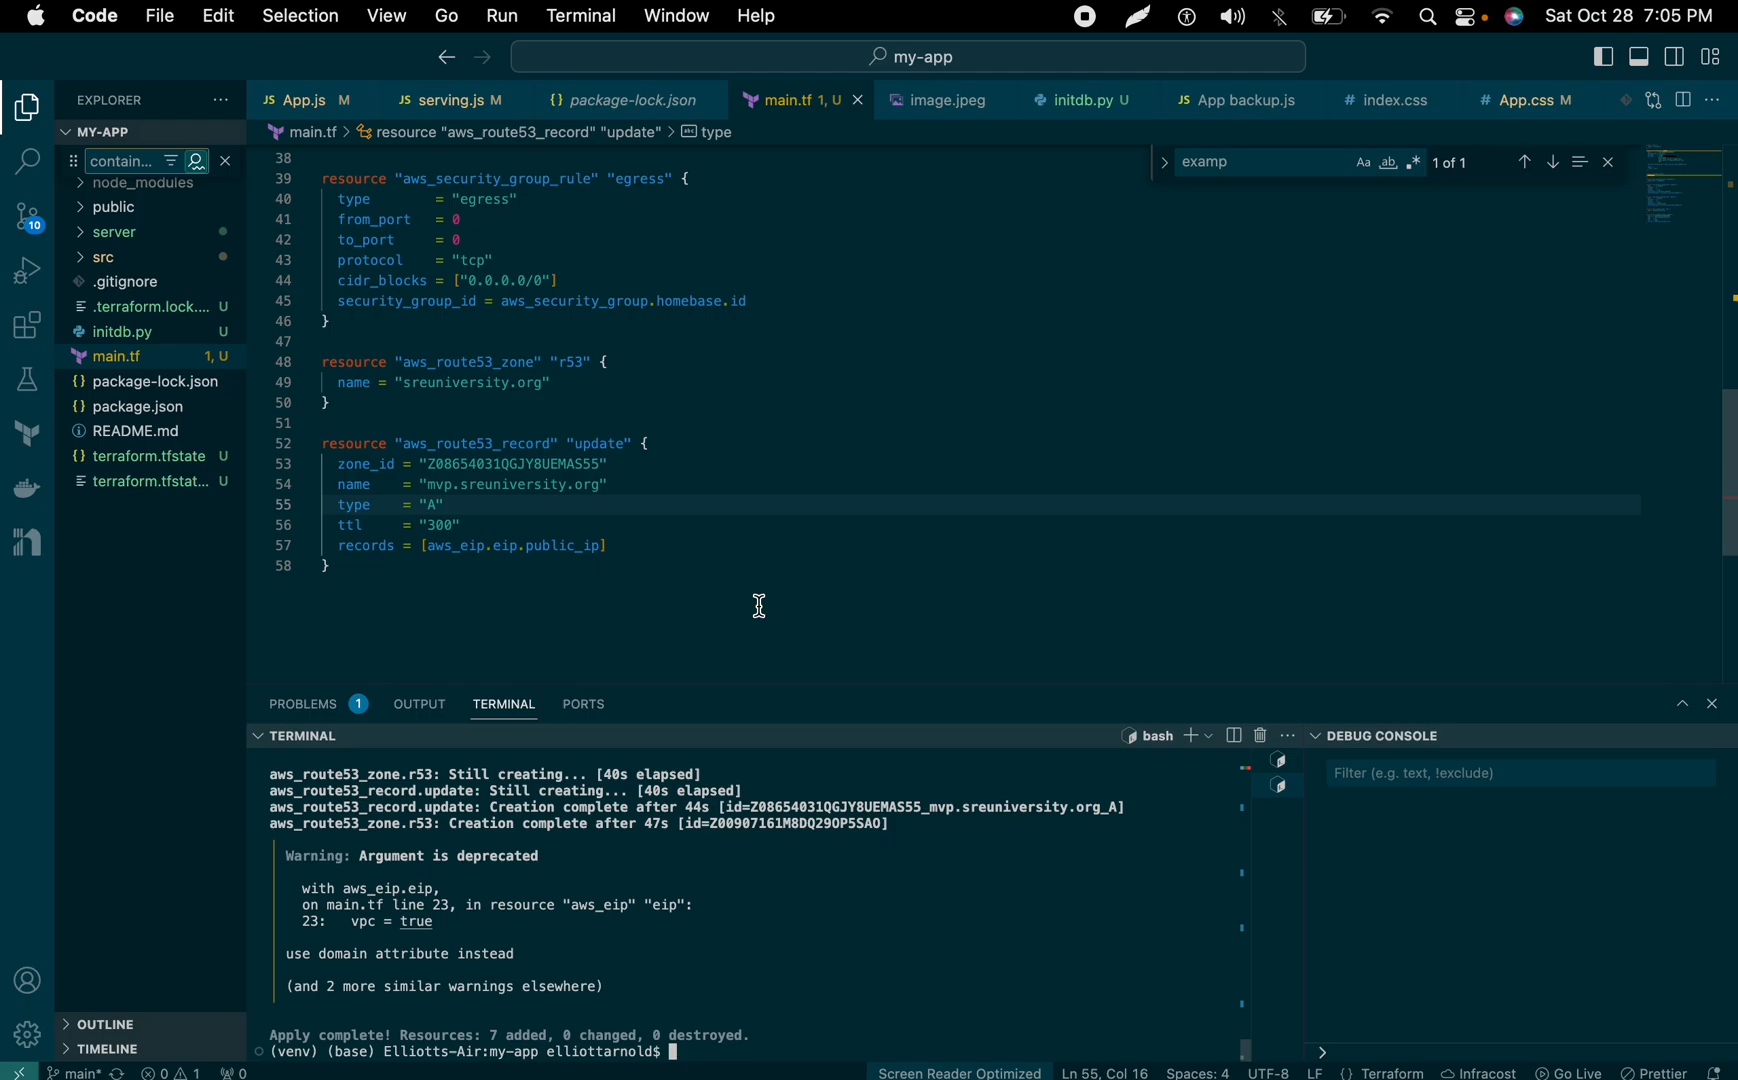 Code File Edit Selection View Go Run Terminal Window Help Sat Oct 28 7:05 PM
my-app
EXPLORER
JS App.js M
JS serving.js M
{} package-lock.json
main.tf 1, U
image.jpeg
initdb.py U
JS App backup.js
# index.css
# App.css M
MY-APP
main.tf > resource "aws_route53_record" "update" > type
contain...
examp
Aa ab 1 of 1
node_modules
public
server
src
.gitignore
.terraform.lock.... U
initdb.py U
main.tf 1, U
{} package-lock.json
{} package.json
README.md
{} terraform.tfstate U
terraform.tfstat... U
10
38
39 resource "aws_security_group_rule" "egress" {
40 type = "egress"
41 from_port = 0
42 to_port = 0
43 protocol = "tcp"
44 cidr_blocks = ["0.0.0.0/0"]
45 security_group_id = aws_security_group.homebase.id
46 }
47
48 resource "aws_route53_zone" "r53" {
49 name = "sreuniversity.org"
50 }
51
52 resource "aws_route53_record" "update" {
53 zone_id = "Z08654031QGJY8UEMAS55"
54 name = "mvp.sreuniversity.org"
55 type = "A"
56 ttl = "300"
57 records = [aws_eip.eip.public_ip]
58 }
PROBLEMS 1 OUTPUT TERMINAL PORTS
TERMINAL
bash
DEBUG CONSOLE
Filter (e.g. text, !exclude)
aws_route53_zone.r53: Still creating... [40s elapsed]
aws_route53_record.update: Still creating... [40s elapsed]
aws_route53_record.update: Creation complete after 44s [id=Z08654031QGJY8UEMAS55_mvp.sreuniversity.org_A]
aws_route53_zone.r53: Creation complete after 47s [id=Z00907161M8DQ29OP5SAO]
Warning: Argument is deprecated
with aws_eip.eip,
on main.tf line 23, in resource "aws_eip" "eip":
23: vpc = true
use domain attribute instead
(and 2 more similar warnings elsewhere)
Apply complete! Resources: 7 added, 0 changed, 0 destroyed.
(venv) (base) Elliotts-Air:my-app elliottarnold$
OUTLINE
TIMELINE
main* 0 1 0
Screen Reader Optimized Ln 55, Col 16 Spaces: 4 UTF-8 LF {} Terraform Infracost Go Live Prettier